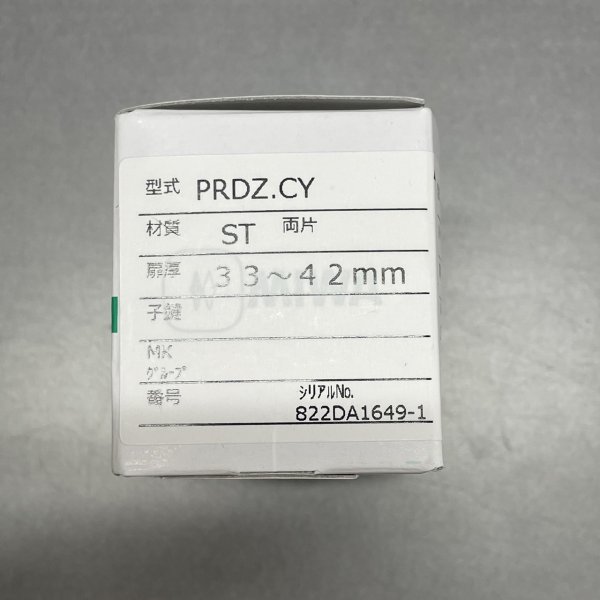 型式 PRDZ.CY
材質 ST 両片
扉厚 33～42mm
MIWA
子鍵
MK
グループ
番号 シリアルNo.
822DA1649-1